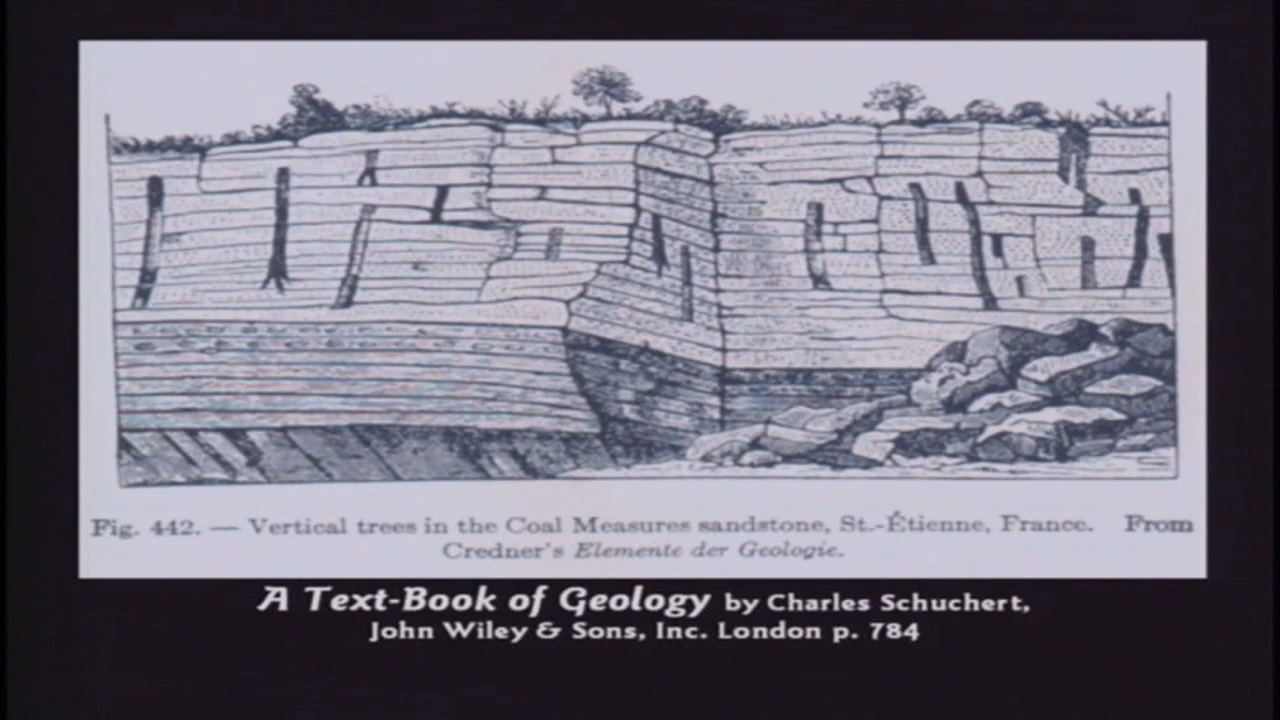 Fig. 442. — Vertical trees in the Coal Measures sandstone, St.-Étienne, France. From
Credner's Elemente der Geologie.
A Text-Book of Geology by Charles Schuchert,
John Wiley & Sons, Inc. London p. 784